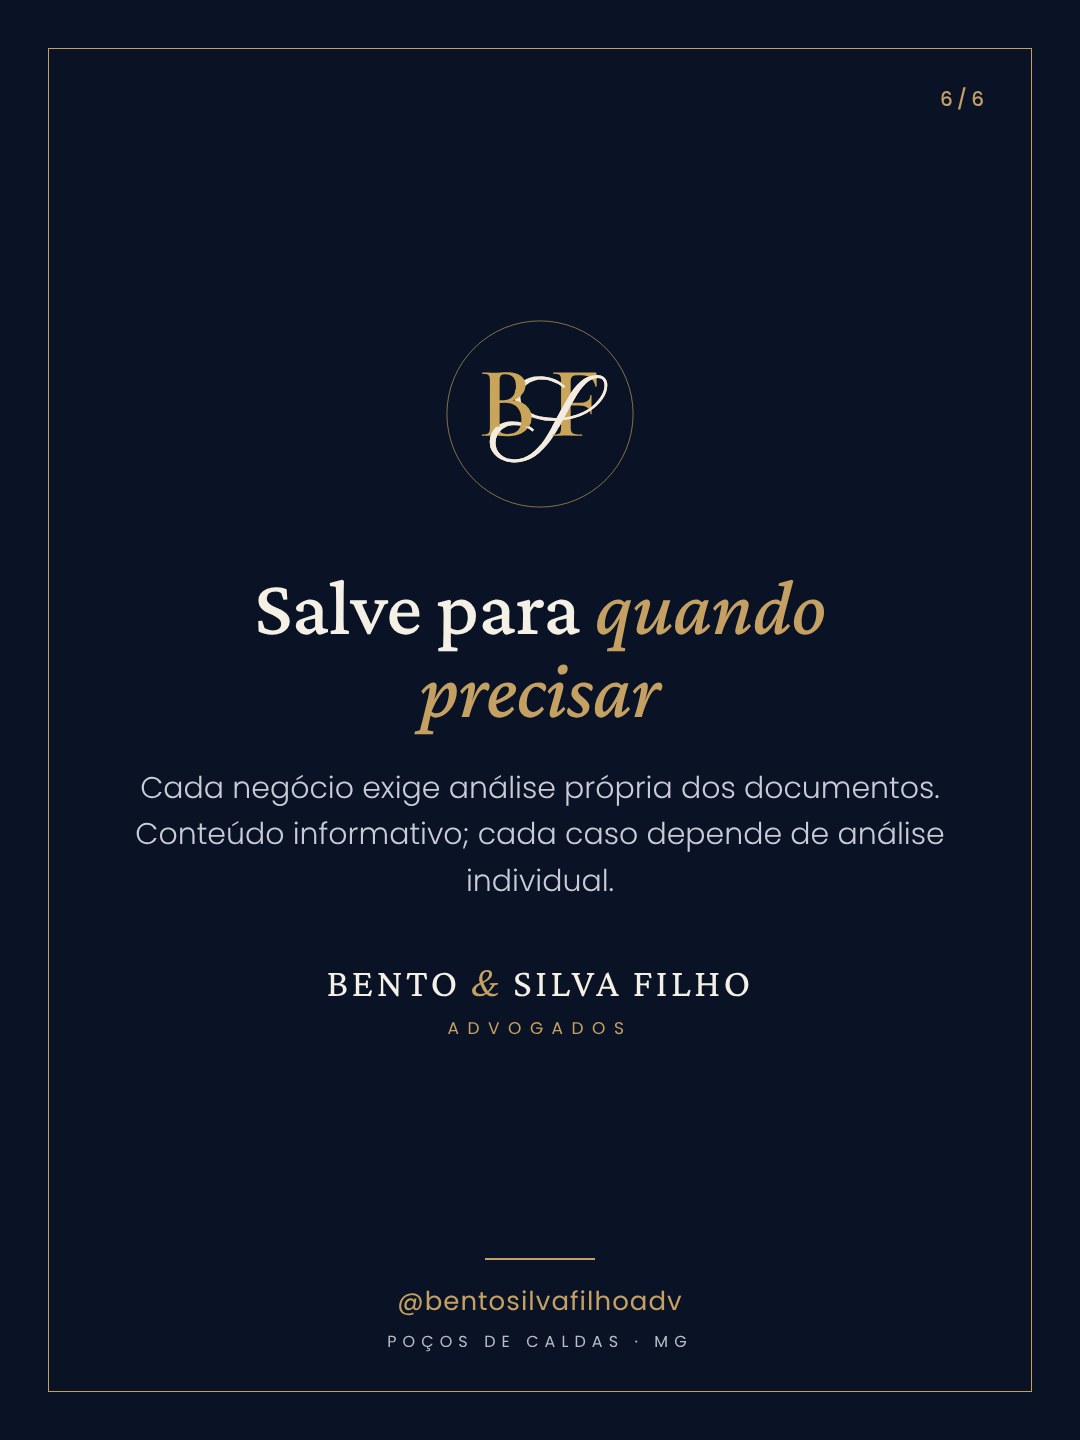 6 / 6
BSF
Salve para quando
precisar
Cada negócio exige análise própria dos documentos.
Conteúdo informativo; cada caso depende de análise
individual.
BENTO & SILVA FILHO
ADVOGADOS
@bentosilvafilhoadv
POÇOS DE CALDAS · MG